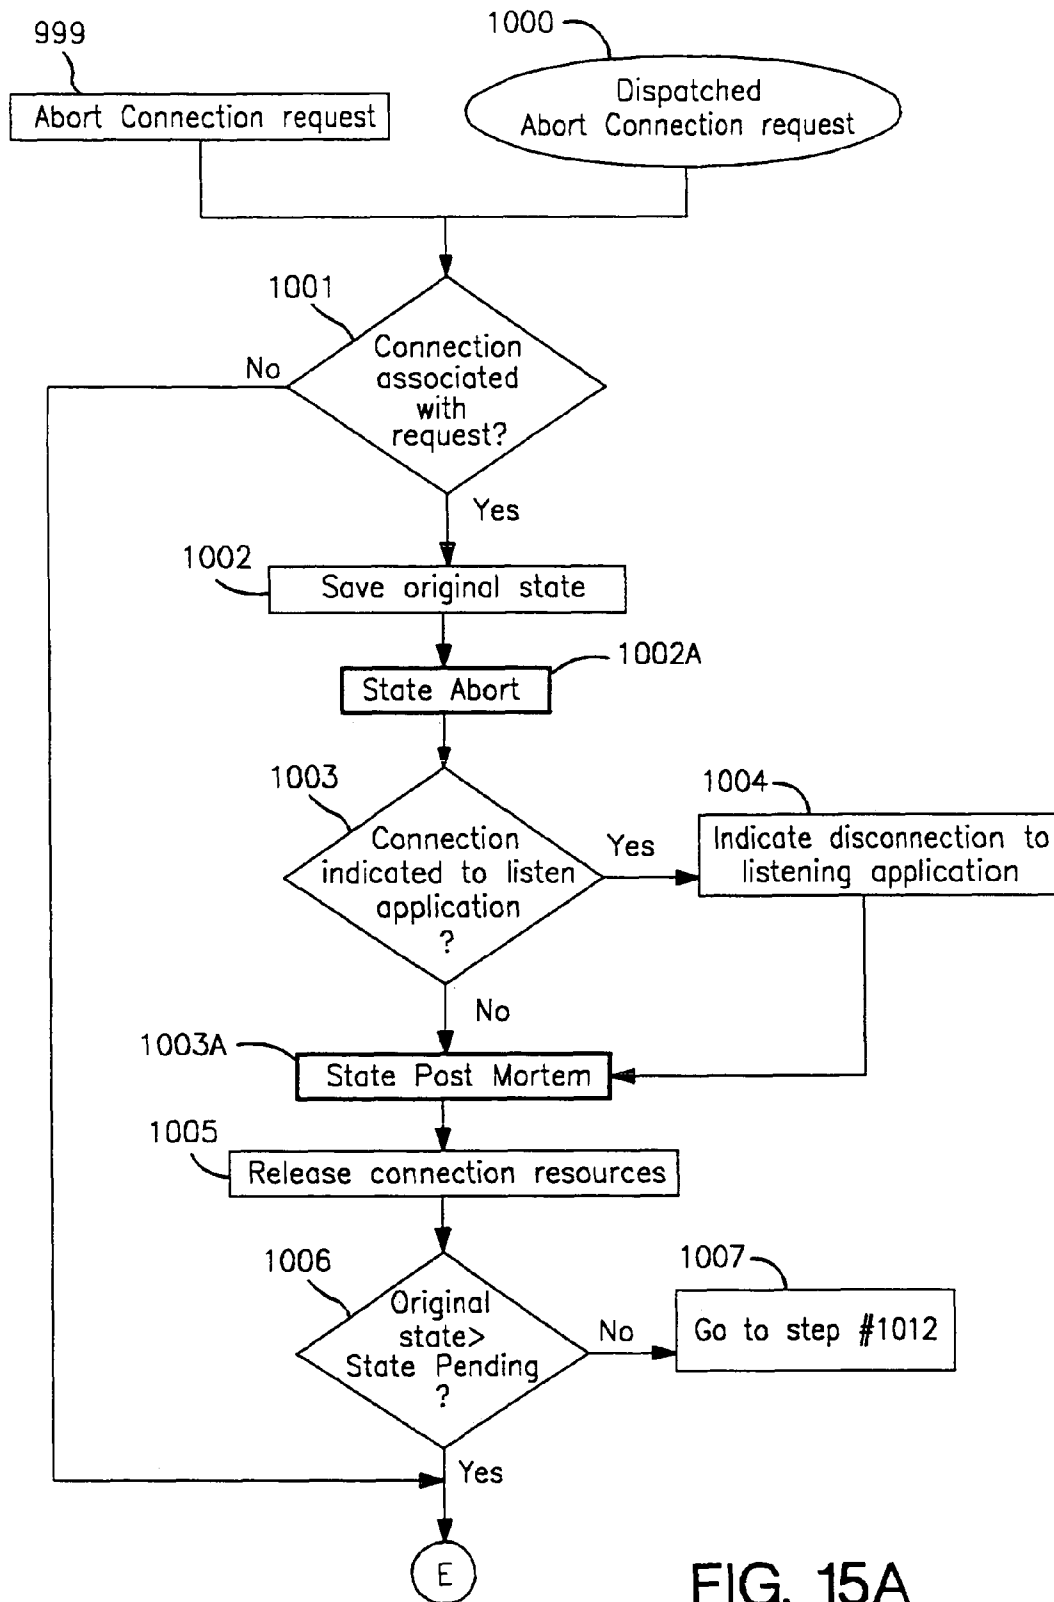 999
1000
Abort Connection request
Dispatched
Abort Connection request
1001
Connection
associated
with
request?
No
Yes
1002
Save original state
1002A
State Abort
1003
Connection
indicated to listen
application
?
Yes
1004
Indicate disconnection to
listening application
No
1003A
State Post Mortem
1005
Release connection resources
1006
Original
state>
State Pending
?
No
1007
Go to step #1012
Yes
E
FIG. 15A